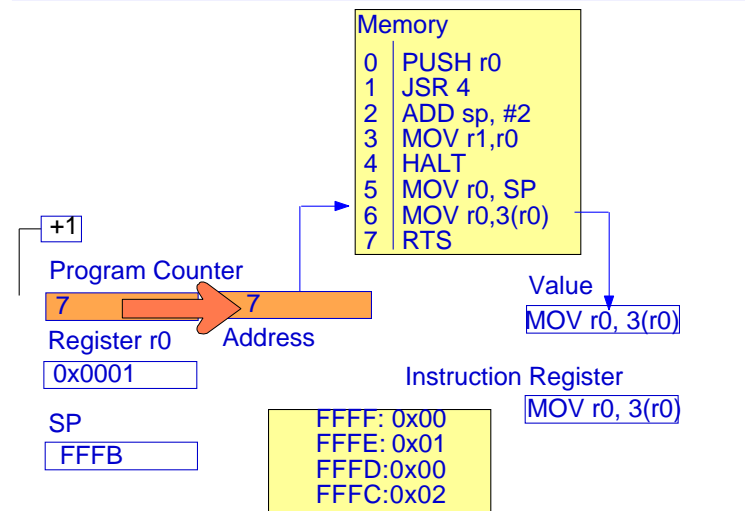 Memory
0 PUSH r0
1 JSR 4
2 ADD sp, #2
3 MOV r1,r0
4 HALT
5 MOV r0, SP
6 MOV r0,3(r0)
7 RTS
+1
Program Counter
7
7
Address
Value
MOV r0, 3(r0)
Register r0
0x0001
Instruction Register
MOV r0, 3(r0)
SP
FFFB
FFFF: 0x00
FFFE: 0x01
FFFD:0x00
FFFC:0x02